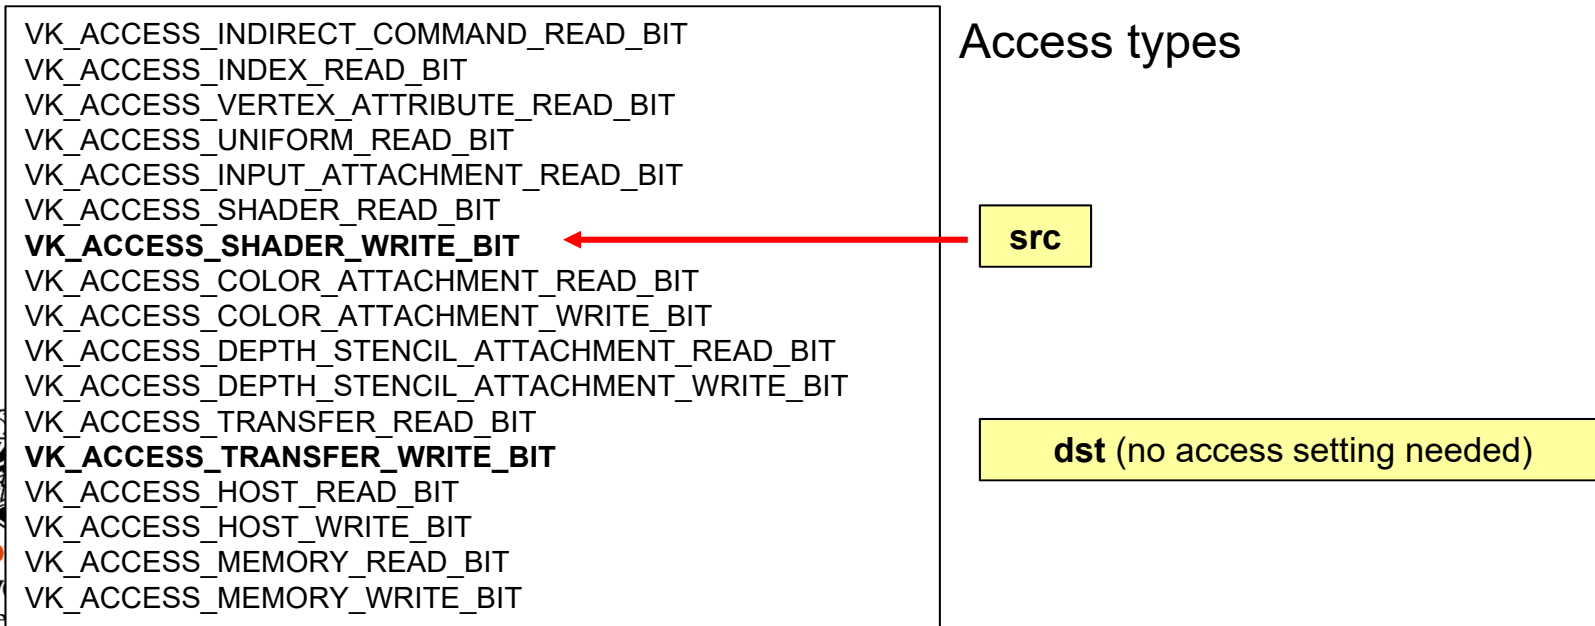 VK_ACCESS_INDIRECT_COMMAND_READ_BIT
VK_ACCESS_INDEX_READ_BIT
VK_ACCESS_VERTEX_ATTRIBUTE_READ_BIT
VK_ACCESS_UNIFORM_READ_BIT
VK_ACCESS_INPUT_ATTACHMENT_READ_BIT
VK_ACCESS_SHADER_READ_BIT
VK_ACCESS_SHADER_WRITE_BIT
VK_ACCESS_COLOR_ATTACHMENT_READ_BIT
VK_ACCESS_COLOR_ATTACHMENT_WRITE_BIT
VK_ACCESS_DEPTH_STENCIL_ATTACHMENT_READ_BIT
VK_ACCESS_DEPTH_STENCIL_ATTACHMENT_WRITE_BIT
VK_ACCESS_TRANSFER_READ_BIT
VK_ACCESS_TRANSFER_WRITE_BIT
VK_ACCESS_HOST_READ_BIT
VK_ACCESS_HOST_WRITE_BIT
VK_ACCESS_MEMORY_READ_BIT
VK_ACCESS_MEMORY_WRITE_BIT
Access types
src
dst (no access setting needed)